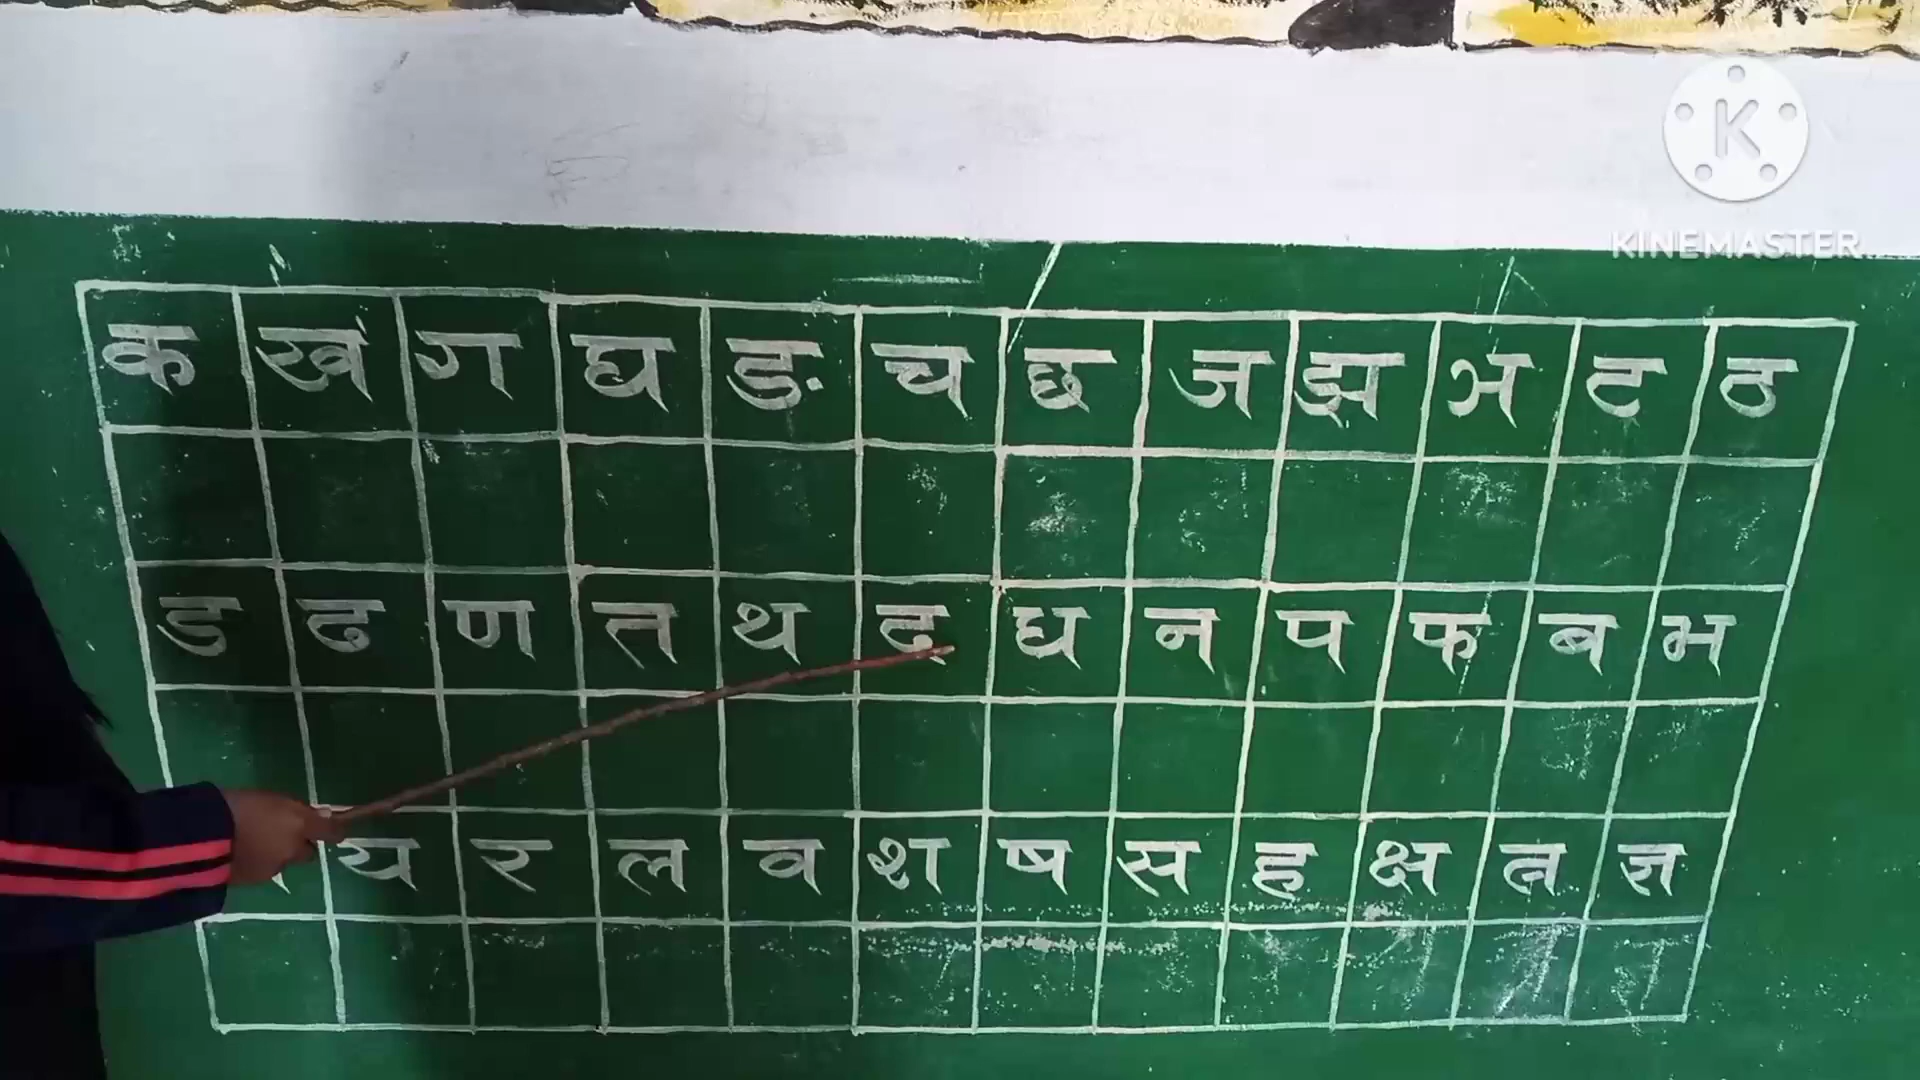 KINEMASTER
क ख ग घ ङ च छ ज झ ञ ट ठ
ड ढ ण त थ द ध न प फ ब भ
य र ल व श ष स ह क्ष त्र ज्ञ